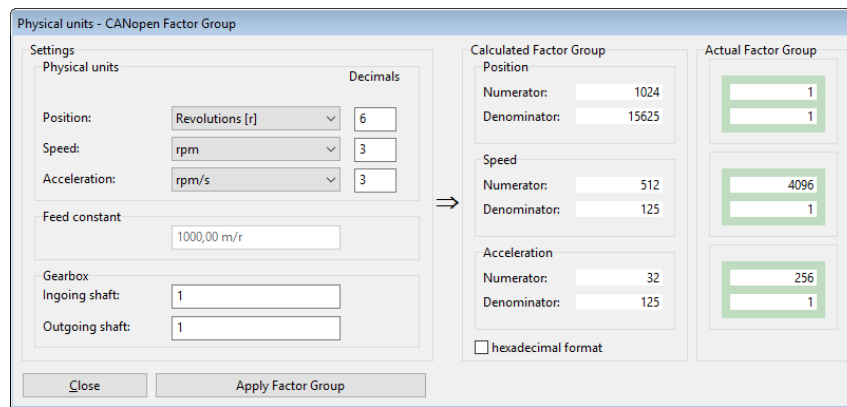 Physical units - CANopen Factor Group
Settings
Physical units
Decimals
Position: Revolutions [r] 6
Speed: rpm 3
Acceleration: rpm/s 3
Feed constant
1000,00 m/r
Gearbox
Ingoing shaft: 1
Outgoing shaft: 1
⇒
Calculated Factor Group
Position
Numerator: 1024
Denominator: 15625
Speed
Numerator: 512
Denominator: 125
Acceleration
Numerator: 32
Denominator: 125
hexadecimal format
Actual Factor Group
1
1
4096
1
256
1
Close Apply Factor Group